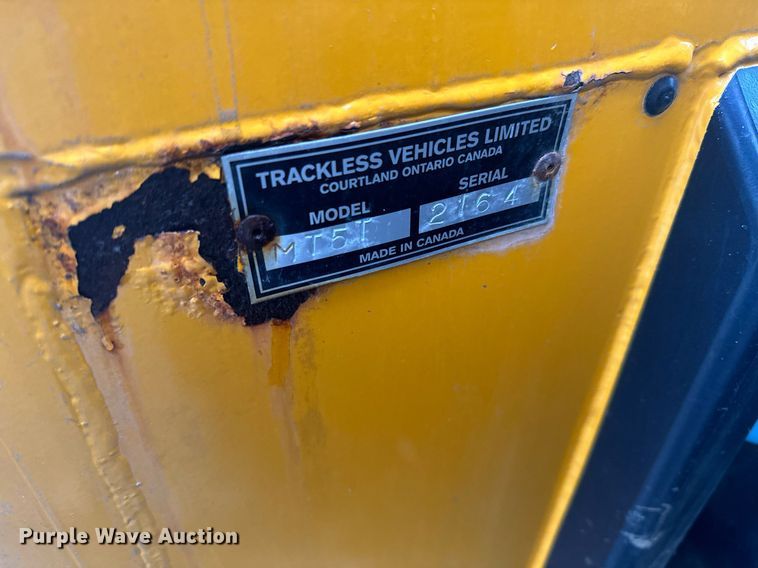 TRACKLESS VEHICLES LIMITED
COURTLAND ONTARIO CANADA
MODEL SERIAL
MT5T 2164
MADE IN CANADA
Purple Wave Auction